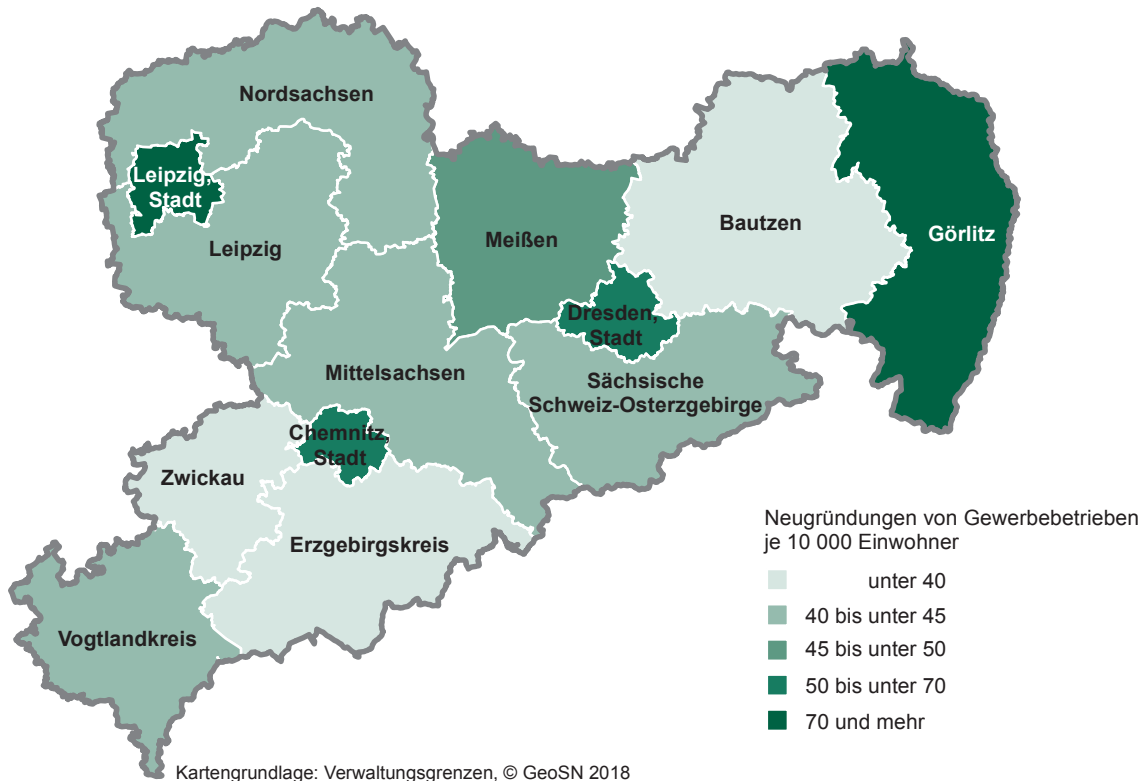 Nordsachsen
Leipzig,
Stadt
Leipzig
Meißen
Bautzen
Görlitz
Dresden,
Stadt
Mittelsachsen
Sächsische
Schweiz-Osterzgebirge
Chemnitz,
Stadt
Zwickau
Erzgebirgskreis
Vogtlandkreis
Neugründungen von Gewerbebetrieben
je 10 000 Einwohner
unter 40
40 bis unter 45
45 bis unter 50
50 bis unter 70
70 und mehr
Kartengrundlage: Verwaltungsgrenzen, © GeoSN 2018